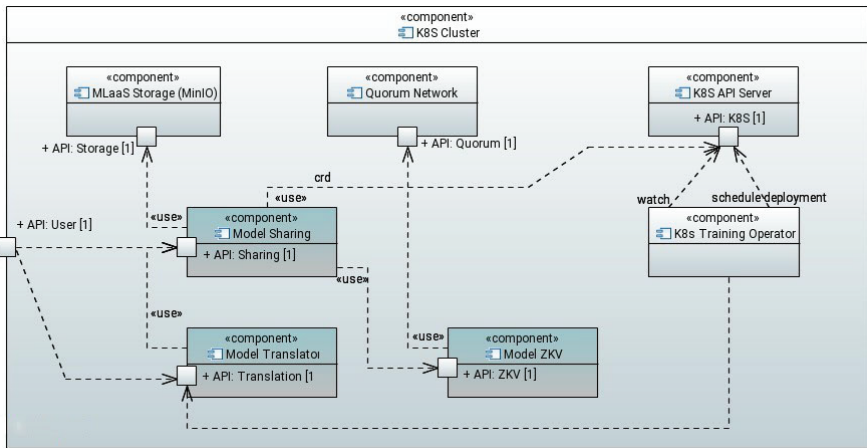 «component»
K8S Cluster
«component»
MLaaS Storage (MinIO)
«component»
Quorum Network
«component»
K8S API Server
+ API: K8S [1]
+ API: Storage [1]
+ API: Quorum [1]
crd
«use»
watch
schedule deployment
«use»
«component»
Model Sharing
+ API: Sharing [1]
+ API: User [1]
«component»
K8s Training Operator
«use»
«use»
«use»
«component»
Model Translator
+ API: Translation [1
«component»
Model ZKV
+ API: ZKV [1]